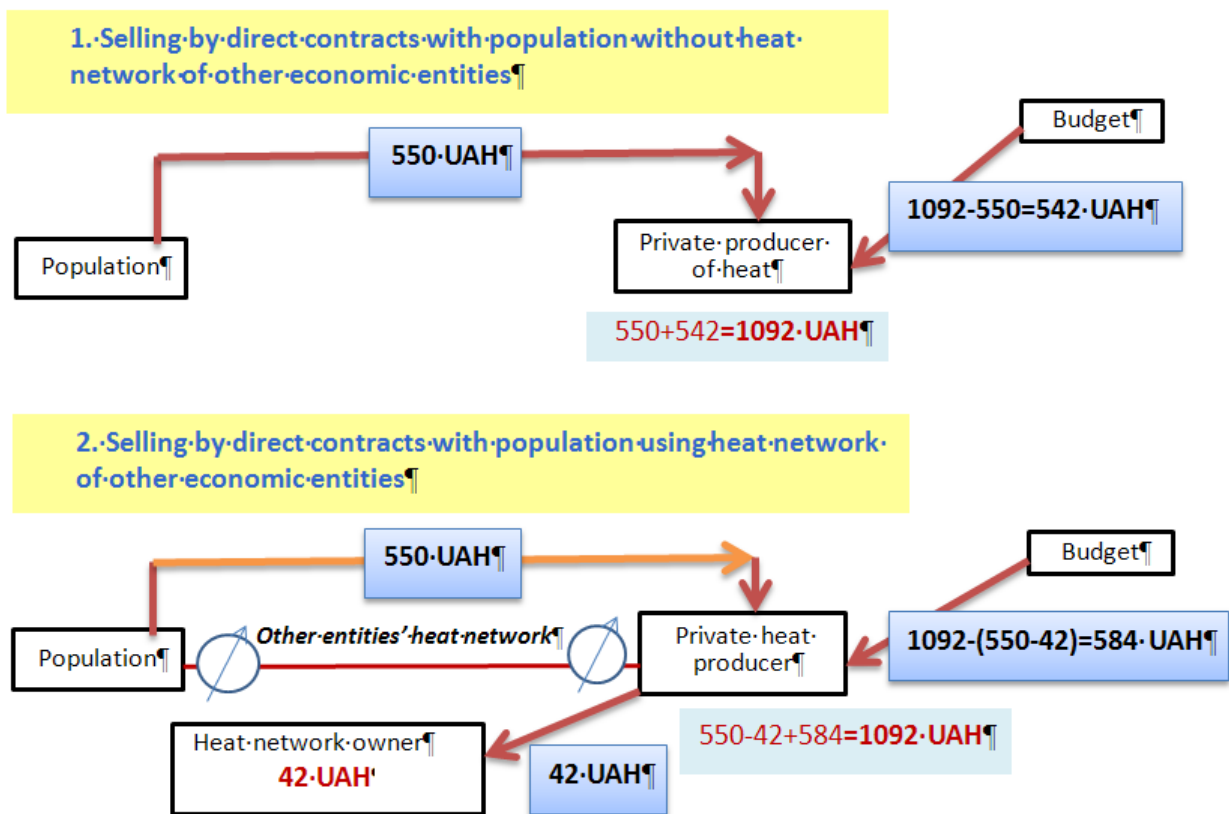 1.·Selling·by·direct·contracts·with·population·without·heat·
network·of·other·economic·entities¶
Budget¶
550·UAH¶
1092-550=542·UAH¶
Population¶
Private·producer·
of·heat¶
550+542=1092·UAH¶
2.·Selling·by·direct·contracts·with·population·using·heat·network·
of·other·economic·entities¶
550·UAH¶
Budget¶
Other·entities’·heat·network¶
Population¶
Private·heat·
producer¶
1092-(550-42)=584·UAH¶
Heat·network·owner¶
42·UAH¶
42·UAH¶
550-42+584=1092·UAH¶